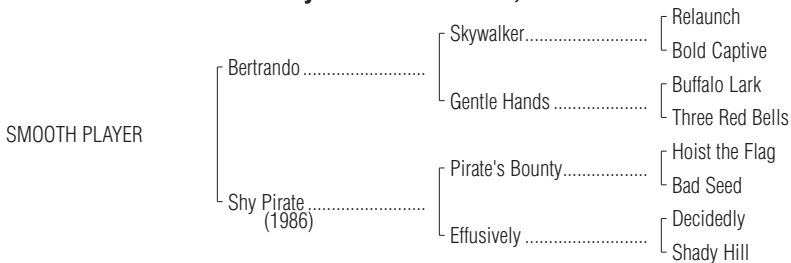 Relaunch
Skywalker..........................
Bold Captive
Bertrando ..........................
Buffalo Lark
Gentle Hands ....................
Three Red Bells
SMOOTH PLAYER
Hoist the Flag
Pirate's Bounty..................
Bad Seed
Shy Pirate .........................
(1986)
Decidedly
Effusively ..........................
Shady Hill